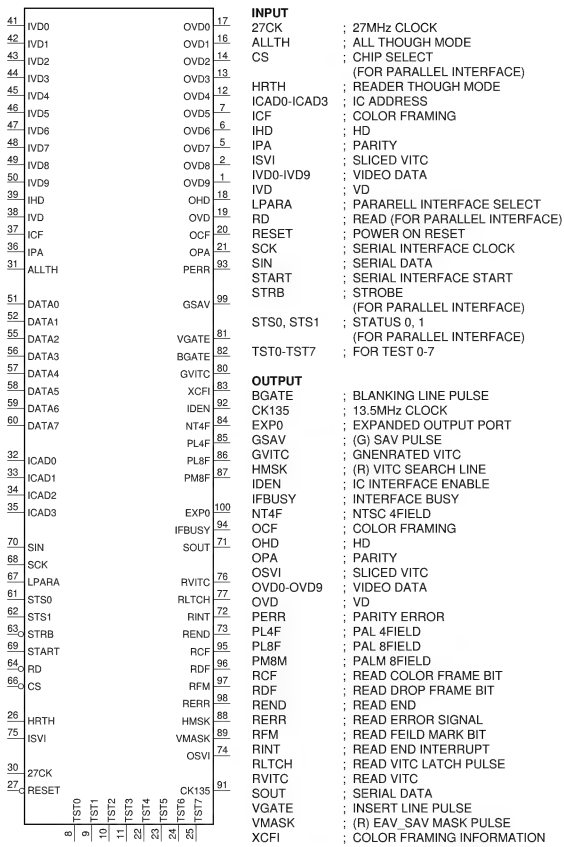 41 IVD0 OVD0 17
42 IVD1 OVD1 16
43 IVD2 OVD2 14
44 IVD3 OVD3 13
45 IVD4 OVD4 12
46 IVD5 OVD5 7
47 IVD6 OVD6 6
48 IVD7 OVD7 5
49 IVD8 OVD8 2
50 IVD9 OVD9 1
39 IHD OHD 18
38 IVD OVD 19
37 ICF OCF 20
36 IPA OPA 21
31 ALLTH PERR 93
51 DATA0 GSAV 99
52 DATA1
55 DATA2 VGATE 81
56 DATA3 BGATE 82
57 DATA4 GVITC 80
58 DATA5 XCFI 83
59 DATA6 IDEN 92
60 DATA7 NT4F 84
PL4F 85
32 ICAD0 PL8F 86
33 ICAD1 PM8F 87
34 ICAD2
35 ICAD3 EXP0 100
IFBUSY 94
70 SIN SOUT 71
68 SCK
67 LPARA RVITC 76
61 STS0 RLTCH 77
62 STS1 RINT 72
63 STRB REND 73
69 START RCF 95
64 RD RDF 96
66 CS RFM 97
RERR 98
26 HRTH HMSK 88
75 ISVI VMASK 89
OSVI 74
30 27CK
27 RESET CK135 91
TST0 TST1 TST2 TST3 TST4 TST5 TST6 TST7
8 9 10 11 22 23 24 25
INPUT
27CK ; 27MHz CLOCK
ALLTH ; ALL THOUGH MODE
CS ; CHIP SELECT
(FOR PARALLEL INTERFACE)
HRTH ; READER THOUGH MODE
ICAD0-ICAD3 ; IC ADDRESS
ICF ; COLOR FRAMING
IHD ; HD
IPA ; PARITY
ISVI ; SLICED VITC
IVD0-IVD9 ; VIDEO DATA
IVD ; VD
LPARA ; PARARELL INTERFACE SELECT
RD ; READ (FOR PARALLEL INTERFACE)
RESET ; POWER ON RESET
SCK ; SERIAL INTERFACE CLOCK
SIN ; SERIAL DATA
START ; SERIAL INTERFACE START
STRB ; STROBE
(FOR PARALLEL INTERFACE)
STS0, STS1 ; STATUS 0, 1
(FOR PARALLEL INTERFACE)
TST0-TST7 ; FOR TEST 0-7
OUTPUT
BGATE ; BLANKING LINE PULSE
CK135 ; 13.5MHz CLOCK
EXP0 ; EXPANDED OUTPUT PORT
GSAV ; (G) SAV PULSE
GVITC ; GNENRATED VITC
HMSK ; (R) VITC SEARCH LINE
IDEN ; IC INTERFACE ENABLE
IFBUSY ; INTERFACE BUSY
NT4F ; NTSC 4FIELD
OCF ; COLOR FRAMING
OHD ; HD
OPA ; PARITY
OSVI ; SLICED VITC
OVD0-OVD9 ; VIDEO DATA
OVD ; VD
PERR ; PARITY ERROR
PL4F ; PAL 4FIELD
PL8F ; PAL 8FIELD
PM8M ; PALM 8FIELD
RCF ; READ COLOR FRAME BIT
RDF ; READ DROP FRAME BIT
REND ; READ END
RERR ; READ ERROR SIGNAL
RFM ; READ FEILD MARK BIT
RINT ; READ END INTERRUPT
RLTCH ; READ VITC LATCH PULSE
RVITC ; READ VITC
SOUT ; SERIAL DATA
VGATE ; INSERT LINE PULSE
VMASK ; (R) EAV_SAV MASK PULSE
XCFI ; COLOR FRAMING INFORMATION